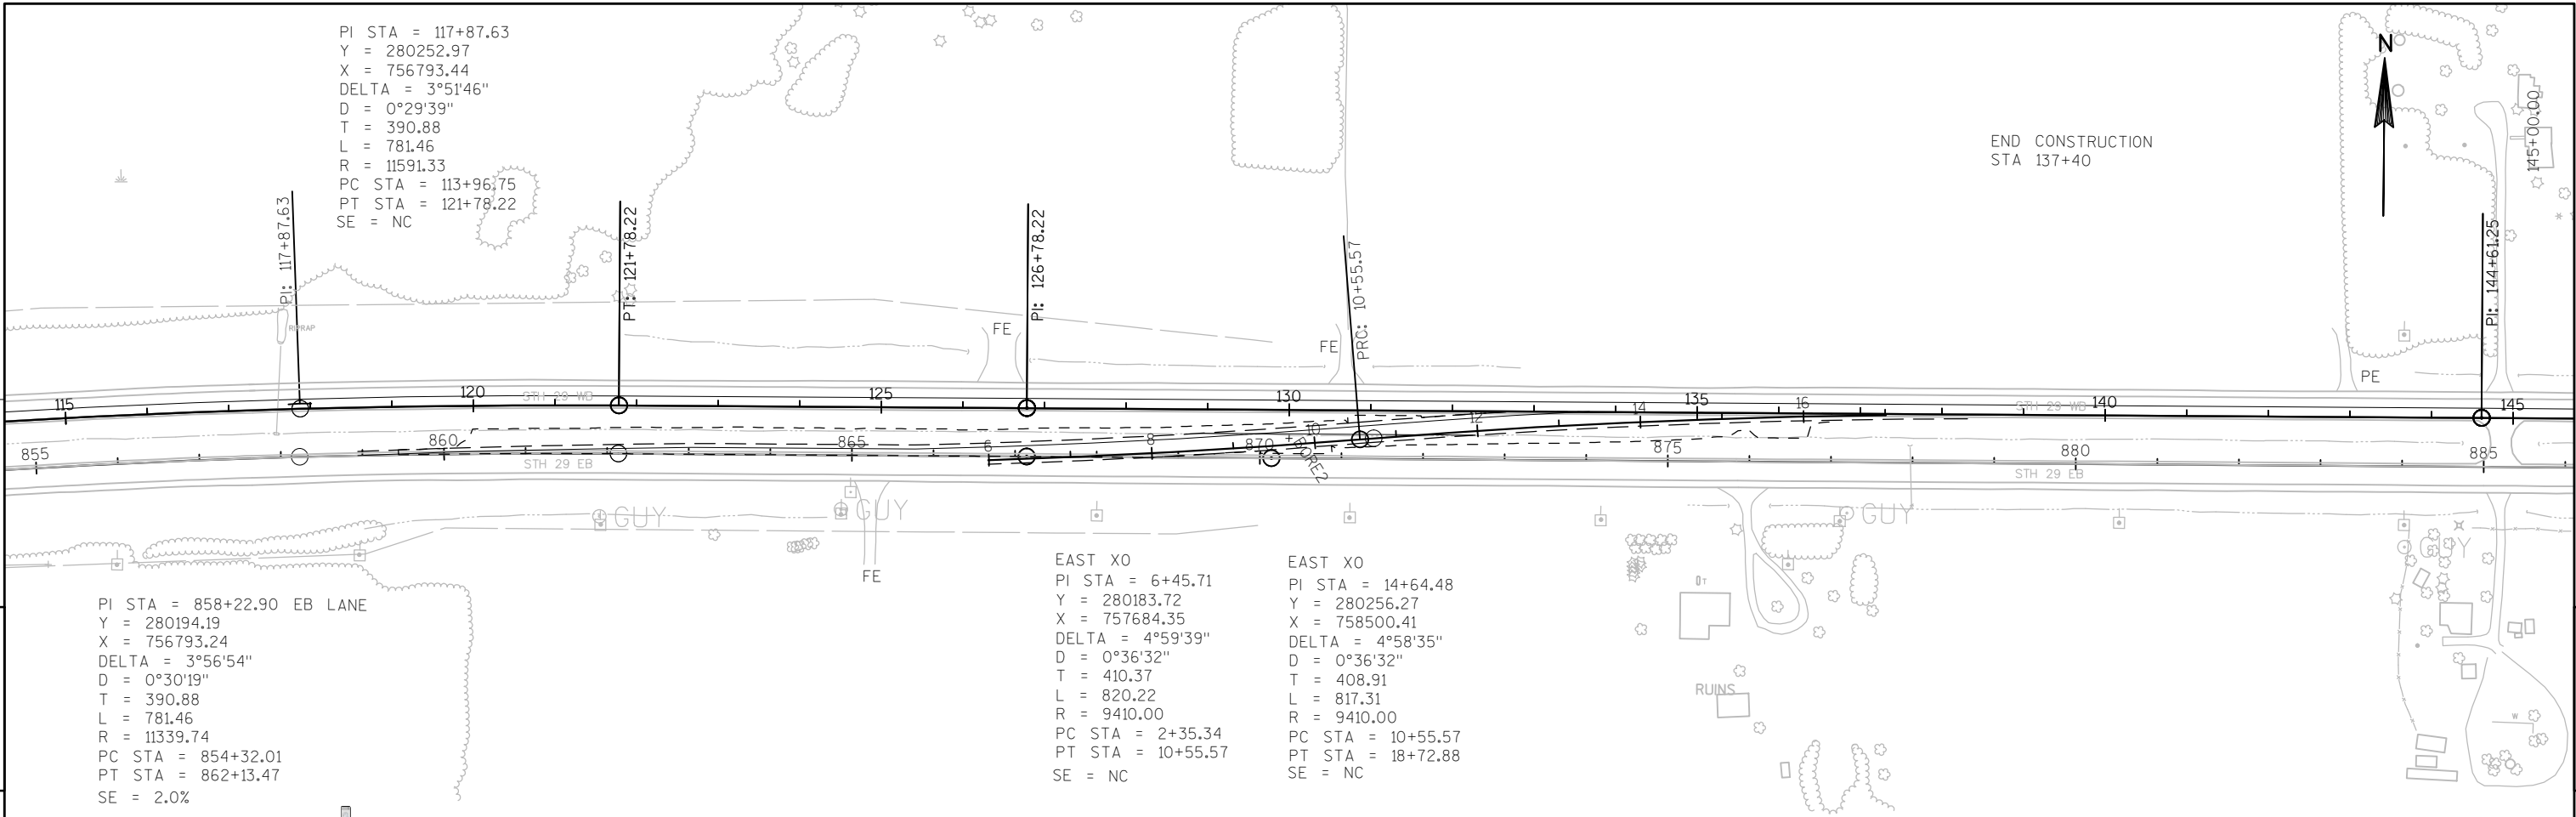 PI STA = 117+87.63
Y = 280252.97
X = 756793.44
DELTA = 3°51'46"
D = 0°29'39"
T = 390.88
L = 781.46
R = 11591.33
PC STA = 113+96.75
PT STA = 121+78.22
SE = NC
END CONSTRUCTION
STA 137+40
N
145+00.00
PI: 117+87.63
PT: 121+78.22
PI: 126+78.22
PRC: 10+55.57
PI: 144+61.25
RIPRAP
FE
FE
PE
115
120
125
130
135
140
145
STH 29 WB
STH 29 WB
14
16
12
10
8
6
BORE2
855
860
865
870
875
880
885
STH 29 EB
STH 29 EB
GUY
GUY
GUY
GUY
FE
T
W
RUINS
PI STA = 858+22.90 EB LANE
Y = 280194.19
X = 756793.24
DELTA = 3°56'54"
D = 0°30'19"
T = 390.88
L = 781.46
R = 11339.74
PC STA = 854+32.01
PT STA = 862+13.47
SE = 2.0%
EAST XO
PI STA = 6+45.71
Y = 280183.72
X = 757684.35
DELTA = 4°59'39"
D = 0°36'32"
T = 410.37
L = 820.22
R = 9410.00
PC STA = 2+35.34
PT STA = 10+55.57
SE = NC
EAST XO
PI STA = 14+64.48
Y = 280256.27
X = 758500.41
DELTA = 4°58'35"
D = 0°36'32"
T = 408.91
L = 817.31
R = 9410.00
PC STA = 10+55.57
PT STA = 18+72.88
SE = NC